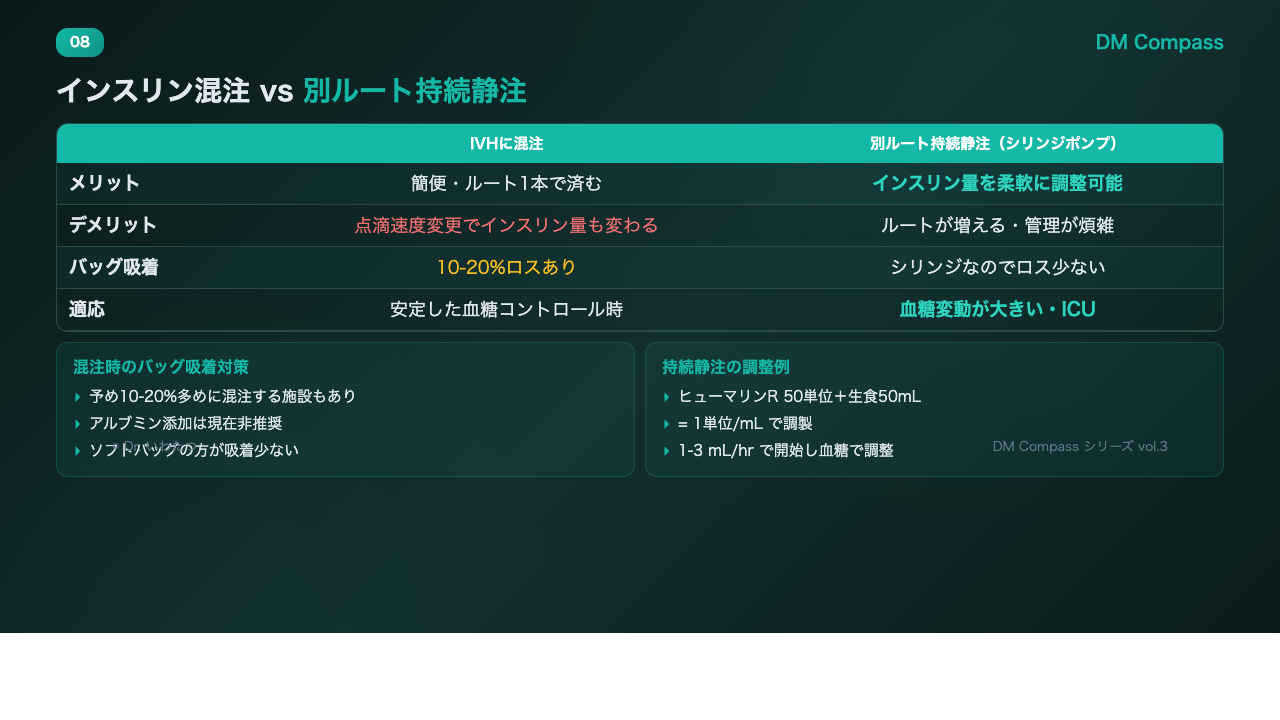 08
DM Compass
インスリン混注 vs 別ルート持続静注
IVHに混注 別ルート持続静注（シリンジポンプ）
メリット 簡便・ルート1本で済む インスリン量を柔軟に調整可能
デメリット 点滴速度変更でインスリン量も変わる ルートが増える・管理が煩雑
バッグ吸着 10-20%ロスあり シリンジなのでロス少ない
適応 安定した血糖コントロール時 血糖変動が大きい・ICU
混注時のバッグ吸着対策
予め10-20%多めに混注する施設もあり
アルブミン添加は現在非推奨
ソフトバッグの方が吸着少ない
持続静注の調整例
ヒューマリンR 50単位＋生食50mL
= 1単位/mL で調製
1-3 mL/hr で開始し血糖で調整
DM Compass シリーズ vol.3